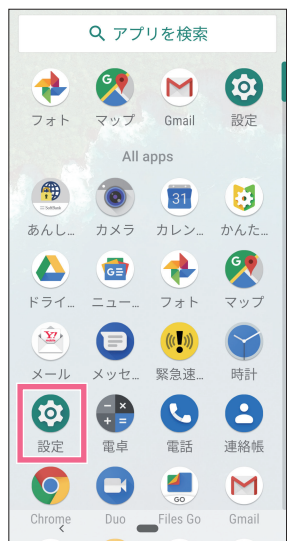 アプリを検索
フォト マップ Gmail 設定
All apps
31
SoftBank
あんし… カメラ カレン… かんた…
G≡
ドライ… ニュー… フォト マップ
Y!
メール メッセ… 緊急速… 時計
設定 電卓 電話 連絡帳
GO
Chrome Duo Files Go Gmail